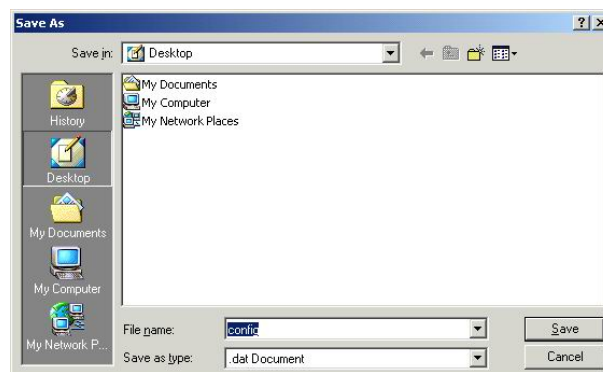 Save As
Save in: Desktop
My Documents
My Computer
My Network Places
History
Desktop
My Documents
My Computer
My Network P...
File name: config
Save
Save as type: .dat Document
Cancel